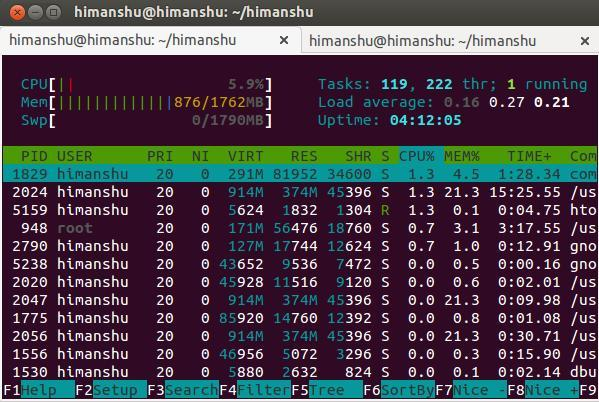 himanshu@himanshu: ~/himanshu
himanshu@himanshu: ~/himanshu × himanshu@himanshu: ~/himanshu ×
CPU[|| 5.9%] Tasks: 119, 222 thr; 1 running
Mem[|||||||||||||876/1762MB] Load average: 0.16 0.27 0.21
Swp[ 0/1790MB] Uptime: 04:12:05
PID USER PRI NI VIRT RES SHR S CPU% MEM% TIME+ Com
1829 himanshu 20 0 291M 81952 34600 S 1.3 4.5 1:28.34 com
2024 himanshu 20 0 914M 374M 45396 S 1.3 21.3 15:25.55 /us
5159 himanshu 20 0 5624 1832 1304 R 1.3 0.1 0:04.75 hto
948 root 20 0 171M 56476 18760 S 0.7 3.1 3:17.55 /us
2790 himanshu 20 0 127M 17744 12624 S 0.7 1.0 0:12.91 gno
5238 himanshu 20 0 43652 9536 7472 S 0.0 0.5 0:00.16 gno
2020 himanshu 20 0 45928 11516 9120 S 0.0 0.6 0:02.01 /us
2047 himanshu 20 0 914M 374M 45396 S 0.0 21.3 0:09.98 /us
1775 himanshu 20 0 85920 14760 12392 S 0.0 0.8 0:01.08 /us
2056 himanshu 20 0 914M 374M 45396 S 0.0 21.3 0:30.71 /us
1556 himanshu 20 0 46956 5072 3296 S 0.0 0.3 0:15.90 /us
1530 himanshu 20 0 5880 2632 824 S 0.0 0.1 0:02.14 dbu
F1Help F2Setup F3SearchF4FilterF5Tree F6SortByF7Nice -F8Nice +F9